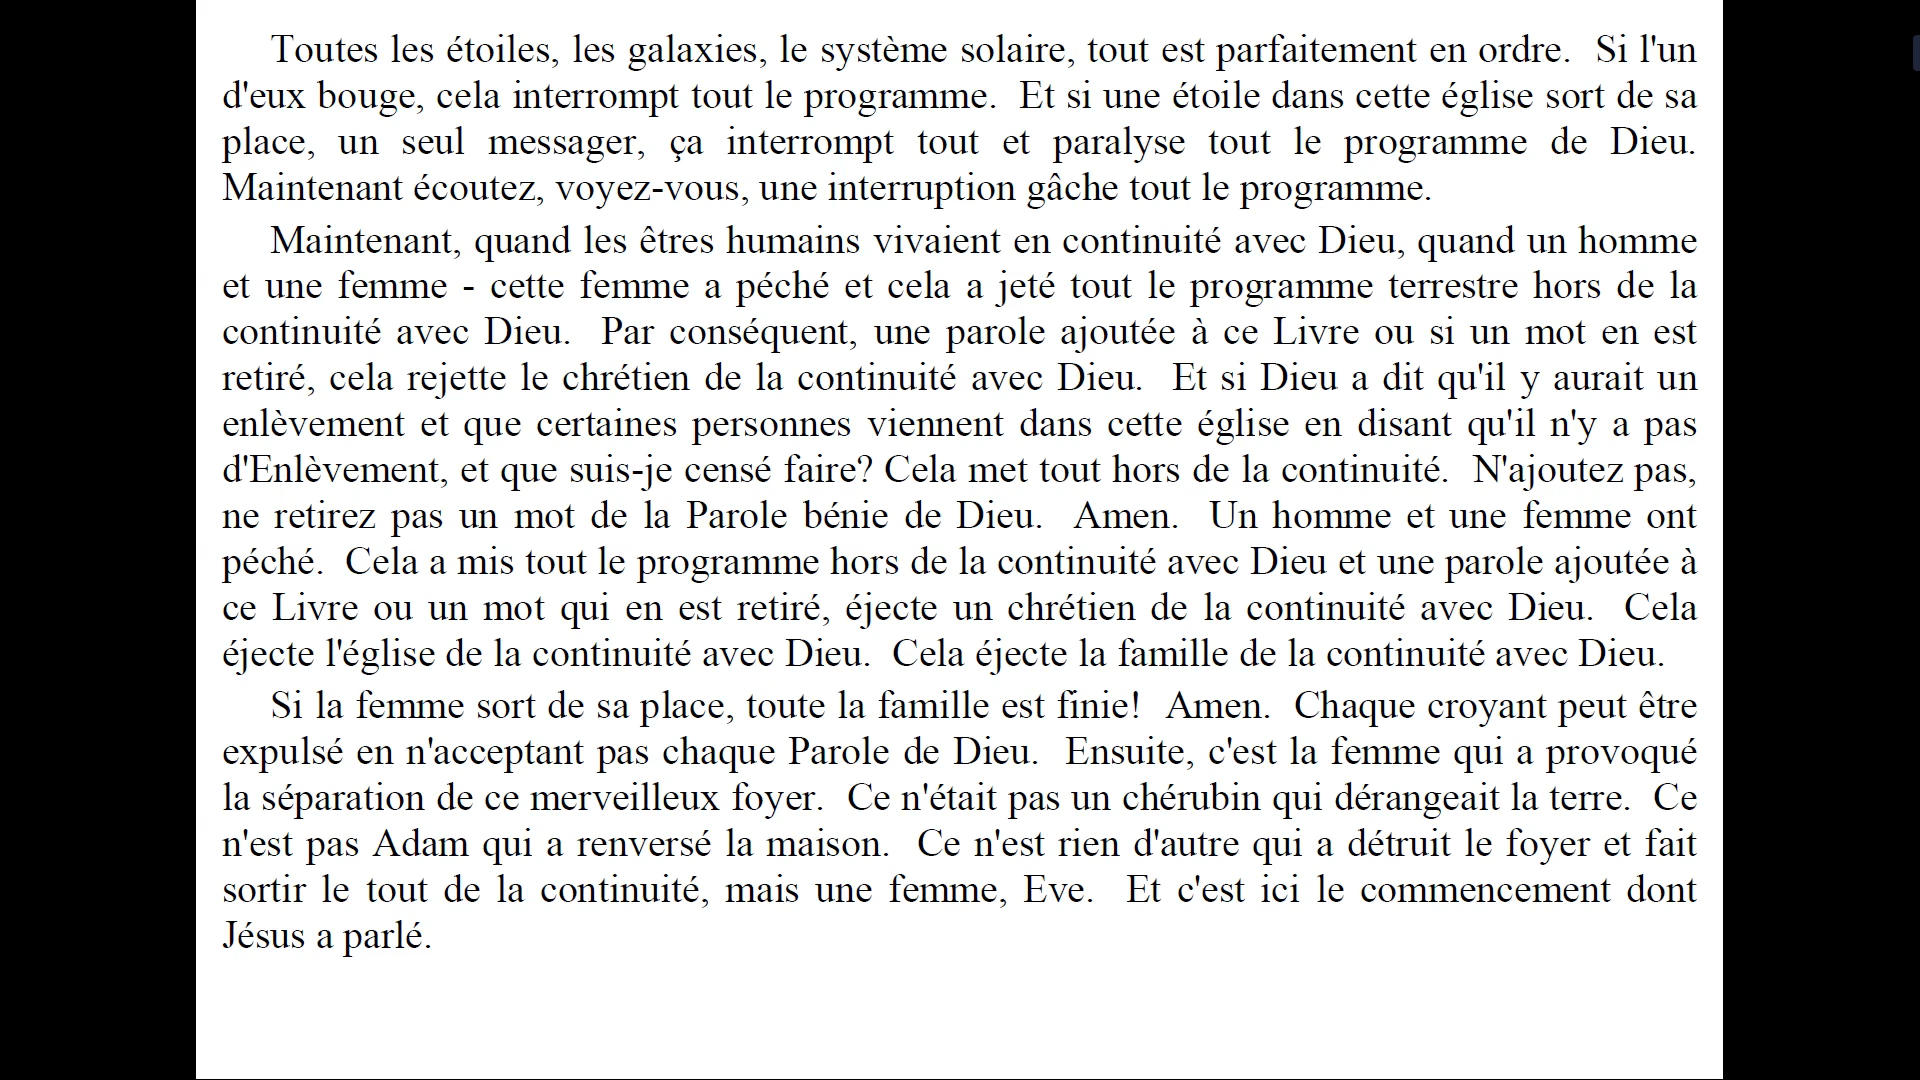 Toutes les étoiles, les galaxies, le système solaire, tout est parfaitement en ordre.  Si l'un
d'eux bouge, cela interrompt tout le programme.  Et si une étoile dans cette église sort de sa
place, un seul messager, ça interrompt tout et paralyse tout le programme de Dieu.
Maintenant écoutez, voyez-vous, une interruption gâche tout le programme.
Maintenant, quand les êtres humains vivaient en continuité avec Dieu, quand un homme
et une femme - cette femme a péché et cela a jeté tout le programme terrestre hors de la
continuité avec Dieu.  Par conséquent, une parole ajoutée à ce Livre ou si un mot en est
retiré, cela rejette le chrétien de la continuité avec Dieu.  Et si Dieu a dit qu'il y aurait un
enlèvement et que certaines personnes viennent dans cette église en disant qu'il n'y a pas
d'Enlèvement, et que suis-je censé faire? Cela met tout hors de la continuité.  N'ajoutez pas,
ne retirez pas un mot de la Parole bénie de Dieu.  Amen.  Un homme et une femme ont
péché.  Cela a mis tout le programme hors de la continuité avec Dieu et une parole ajoutée à
ce Livre ou un mot qui en est retiré, éjecte un chrétien de la continuité avec Dieu.  Cela
éjecte l'église de la continuité avec Dieu.  Cela éjecte la famille de la continuité avec Dieu.
Si la femme sort de sa place, toute la famille est finie!  Amen.  Chaque croyant peut être
expulsé en n'acceptant pas chaque Parole de Dieu.  Ensuite, c'est la femme qui a provoqué
la séparation de ce merveilleux foyer.  Ce n'était pas un chérubin qui dérangeait la terre.  Ce
n'est pas Adam qui a renversé la maison.  Ce n'est rien d'autre qui a détruit le foyer et fait
sortir le tout de la continuité, mais une femme, Eve.  Et c'est ici le commencement dont
Jésus a parlé.